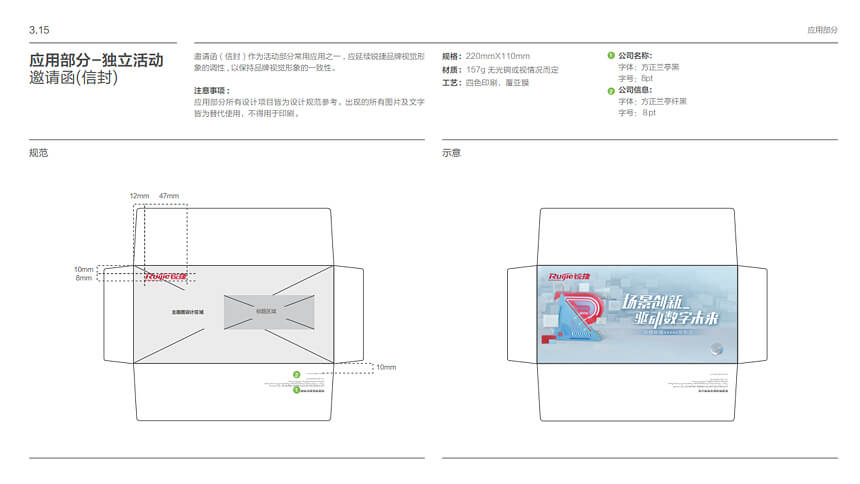 3.15
应用部分
应用部分-独立活动
邀请函(信封)
邀请函（信封）作为活动部分常用应用之一，应延续锐捷品牌视觉形
象的调性，以保持品牌视觉形象的一致性。
注意事项：
应用部分所有设计项目皆为设计规范参考。出现的所有图片及文字
皆为替代使用，不得用于印刷。
规格：220mmX110mm
材质：157g 无光铜或视情况而定
工艺：四色印刷，覆亚膜
1 公司名称：
字体：方正兰亭黑
字号：8pt
2 公司信息：
字体：方正兰亭纤黑
字号：8pt
规范
示意
12mm 47mm
10mm
8mm
Ruijie锐捷
主画面设计区域
标题区域
10mm
2
1
Ruijie锐捷
场景创新_
驱动数字未来